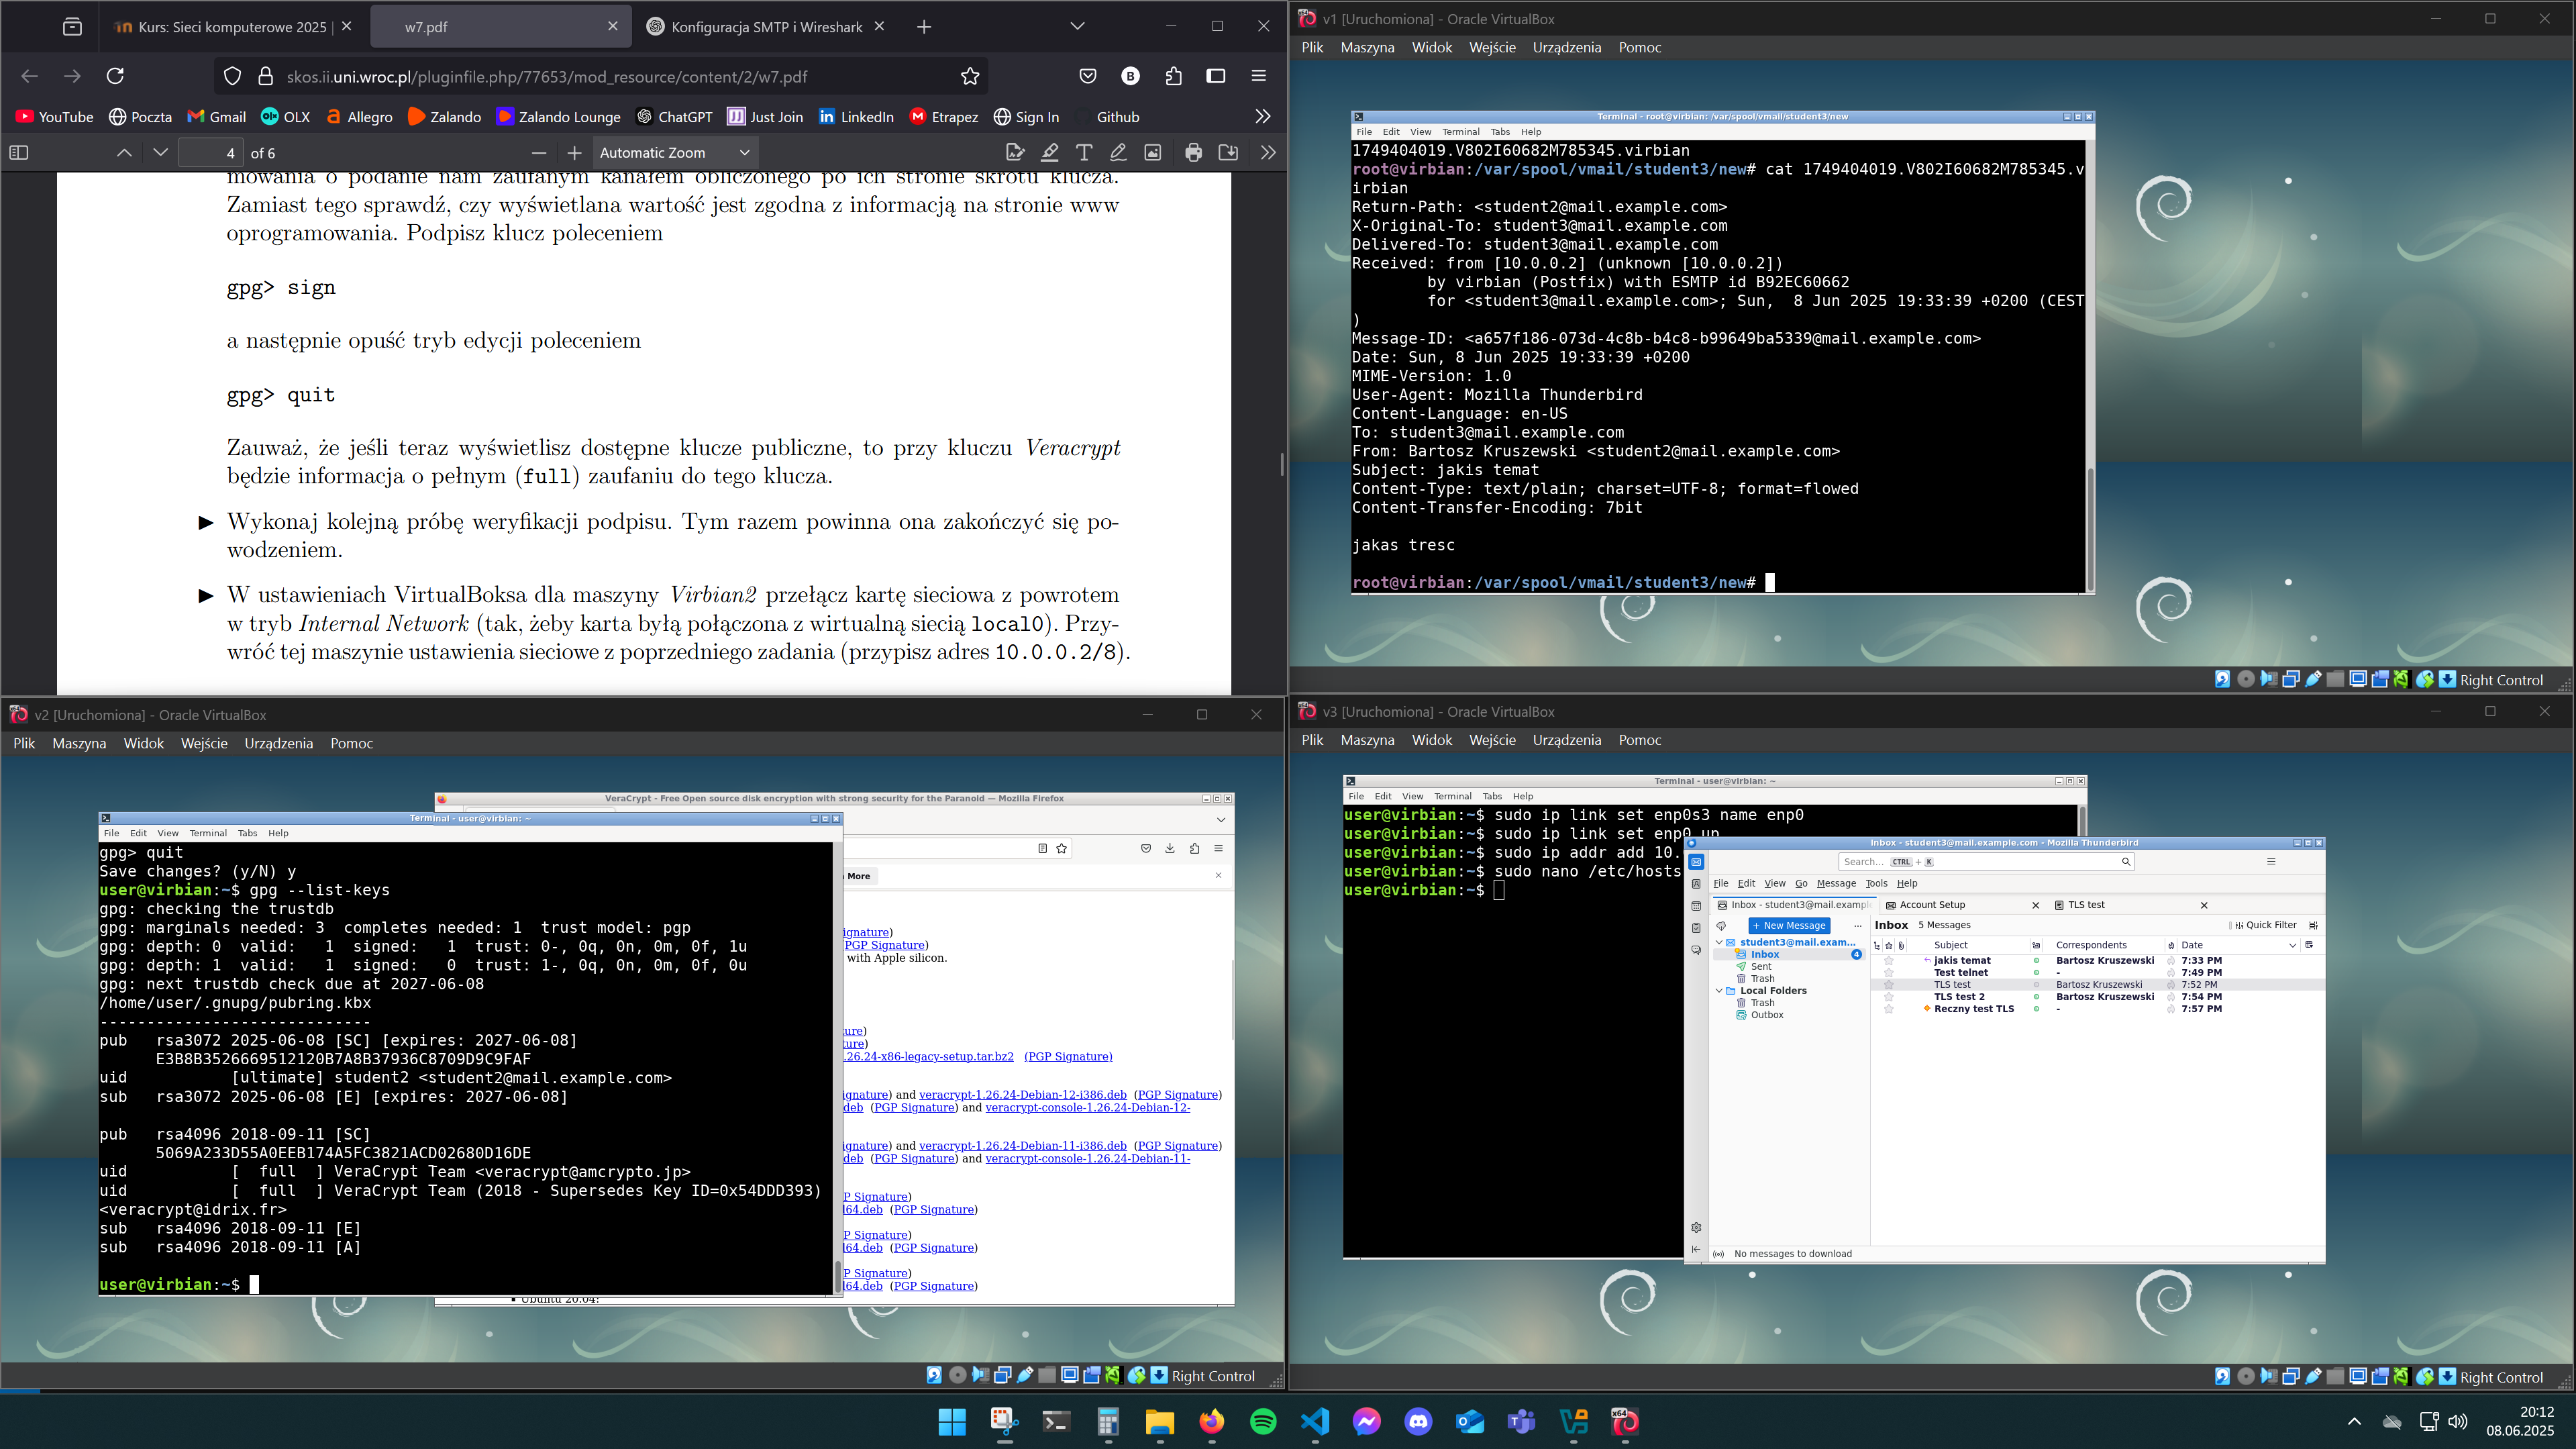 Kurs: Sieci komputerowe 2025 |
w7.pdf
Konfiguracja SMTP i Wireshark
skos.ii.uni.wroc.pl/pluginfile.php/77653/mod_resource/content/2/w7.pdf
B
YouTube Poczta Gmail OLX Allegro Zalando Zalando Lounge ChatGPT Just Join LinkedIn Etrapez Sign In Github
4 of 6
Automatic Zoom
mowania o podanie nam zaufanym kanałem obliczonego po ich stronie skrótu klucza.
Zamiast tego sprawdź, czy wyświetlana wartość jest zgodna z informacją na stronie www
oprogramowania. Podpisz klucz poleceniem
gpg> sign
a następnie opuść tryb edycji poleceniem
gpg> quit
Zauważ, że jeśli teraz wyświetlisz dostępne klucze publiczne, to przy kluczu Veracrypt
będzie informacja o pełnym (full) zaufaniu do tego klucza.
► Wykonaj kolejną próbę weryfikacji podpisu. Tym razem powinna ona zakończyć się po-
wodzeniem.
► W ustawieniach VirtualBoksa dla maszyny Virbian2 przełącz kartę sieciowa z powrotem
w tryb Internal Network (tak, żeby karta byłą połączona z wirtualną siecią local0). Przy-
wróć tej maszynie ustawienia sieciowe z poprzedniego zadania (przypisz adres 10.0.0.2/8).
v1 [Uruchomiona] - Oracle VirtualBox
Plik Maszyna Widok Wejście Urządzenia Pomoc
Terminal - root@virbian: /var/spool/vmail/student3/new
File Edit View Terminal Tabs Help
1749404019.V802I60682M785345.virbian
root@virbian:/var/spool/vmail/student3/new# cat 1749404019.V802I60682M785345.v
irbian
Return-Path: <student2@mail.example.com>
X-Original-To: student3@mail.example.com
Delivered-To: student3@mail.example.com
Received: from [10.0.0.2] (unknown [10.0.0.2])
by virbian (Postfix) with ESMTP id B92EC60662
for <student3@mail.example.com>; Sun,  8 Jun 2025 19:33:39 +0200 (CEST
)
Message-ID: <a657f186-073d-4c8b-b4c8-b99649ba5339@mail.example.com>
Date: Sun, 8 Jun 2025 19:33:39 +0200
MIME-Version: 1.0
User-Agent: Mozilla Thunderbird
Content-Language: en-US
To: student3@mail.example.com
From: Bartosz Kruszewski <student2@mail.example.com>
Subject: jakis temat
Content-Type: text/plain; charset=UTF-8; format=flowed
Content-Transfer-Encoding: 7bit
jakas tresc
root@virbian:/var/spool/vmail/student3/new#
Right Control
v2 [Uruchomiona] - Oracle VirtualBox
Plik Maszyna Widok Wejście Urządzenia Pomoc
VeraCrypt - Free Open source disk encryption with strong security for the Paranoid — Mozilla Firefox
Terminal - user@virbian: ~
File Edit View Terminal Tabs Help
gpg> quit
Save changes? (y/N) y
user@virbian:~$ gpg --list-keys
gpg: checking the trustdb
gpg: marginals needed: 3  completes needed: 1  trust model: pgp
gpg: depth: 0  valid:   1  signed:   1  trust: 0-, 0q, 0n, 0m, 0f, 1u
gpg: depth: 1  valid:   1  signed:   0  trust: 1-, 0q, 0n, 0m, 0f, 0u
gpg: next trustdb check due at 2027-06-08
/home/user/.gnupg/pubring.kbx
-----------------------------
pub   rsa3072 2025-06-08 [SC] [expires: 2027-06-08]
E3B8B3526669512120B7A8B37936C8709D9C9FAF
uid           [ultimate] student2 <student2@mail.example.com>
sub   rsa3072 2025-06-08 [E] [expires: 2027-06-08]
pub   rsa4096 2018-09-11 [SC]
5069A233D55A0EEB174A5FC3821ACD02680D16DE
uid           [  full  ] VeraCrypt Team <veracrypt@amcrypto.jp>
uid           [  full  ] VeraCrypt Team (2018 - Supersedes Key ID=0x54DDD393)
<veracrypt@idrix.fr>
sub   rsa4096 2018-09-11 [E]
sub   rsa4096 2018-09-11 [A]
user@virbian:~$
More
ignature)
(PGP Signature)
with Apple silicon.
ure)
ture)
.26.24-x86-legacy-setup.tar.bz2 (PGP Signature)
ignature) and veracrypt-1.26.24-Debian-12-i386.deb (PGP Signature)
deb (PGP Signature) and veracrypt-console-1.26.24-Debian-12-
ignature) and veracrypt-1.26.24-Debian-11-i386.deb (PGP Signature)
deb (PGP Signature) and veracrypt-console-1.26.24-Debian-11-
P Signature)
l64.deb (PGP Signature)
P Signature)
l64.deb (PGP Signature)
P Signature)
l64.deb (PGP Signature)
Ubuntu 20.04:
Right Control
v3 [Uruchomiona] - Oracle VirtualBox
Plik Maszyna Widok Wejście Urządzenia Pomoc
Terminal - user@virbian: ~
File Edit View Terminal Tabs Help
user@virbian:~$ sudo ip link set enp0s3 name enp0
user@virbian:~$ sudo ip link set enp0 up
user@virbian:~$ sudo ip addr add 10.
user@virbian:~$ sudo nano /etc/hosts
user@virbian:~$
Inbox - student3@mail.example.com - Mozilla Thunderbird
Search... CTRL + K
File Edit View Go Message Tools Help
Inbox - student3@mail.exampl
Account Setup
TLS test
+ New Message
Inbox 5 Messages
Quick Filter
student3@mail.exam...
Inbox 4
Sent
Trash
Local Folders
Trash
Outbox
Subject Correspondents Date
jakis temat Bartosz Kruszewski 7:33 PM
Test telnet - 7:49 PM
TLS test Bartosz Kruszewski 7:52 PM
TLS test 2 Bartosz Kruszewski 7:54 PM
Reczny test TLS - 7:57 PM
No messages to download
Right Control
20:12
08.06.2025